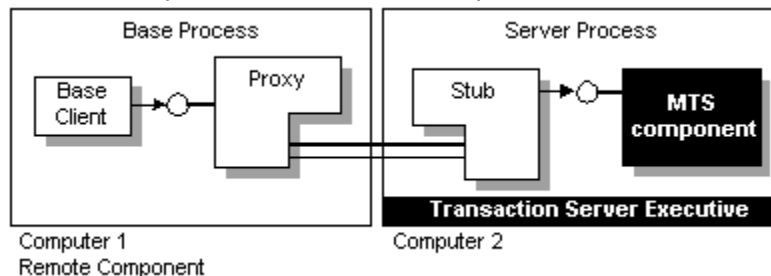 Base Process
Server Process
Base
Client
Proxy
Stub
MTS
component
Transaction Server Executive
Computer 1
Remote Component
Computer 2